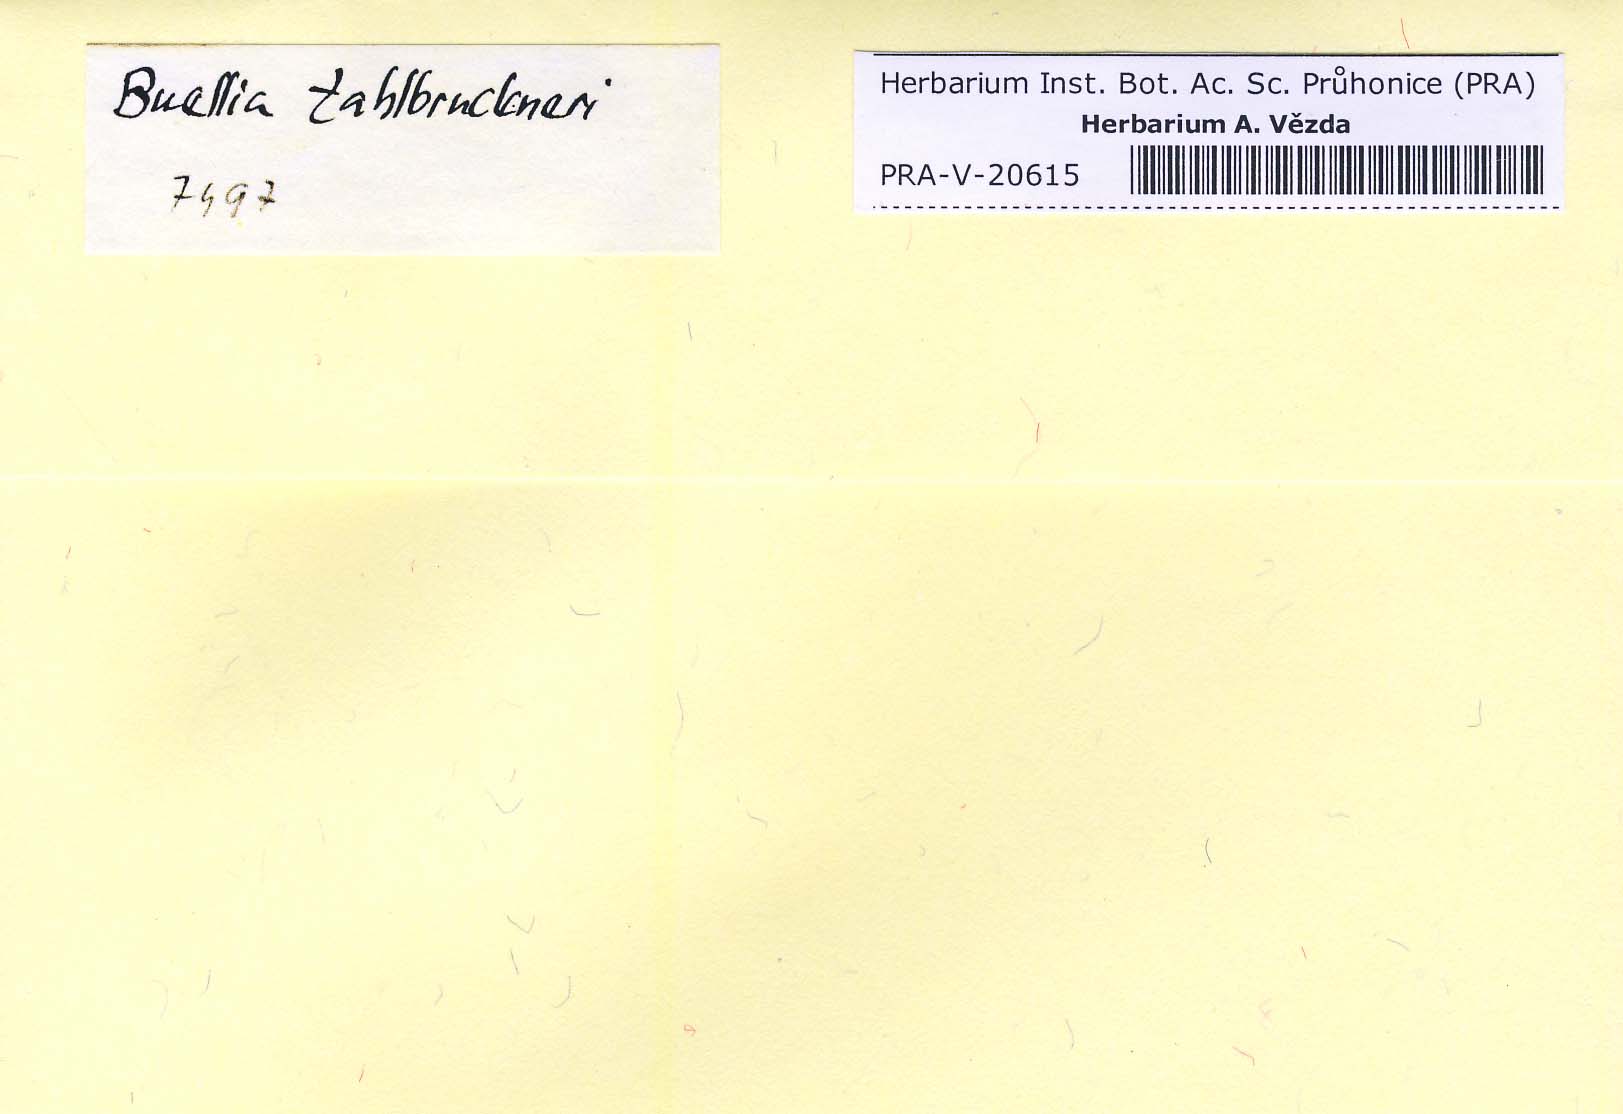 Buellia zahlbruckneri
7497
Herbarium Inst. Bot. Ac. Sc. Průhonice (PRA)
Herbarium A. Vězda
PRA-V-20615